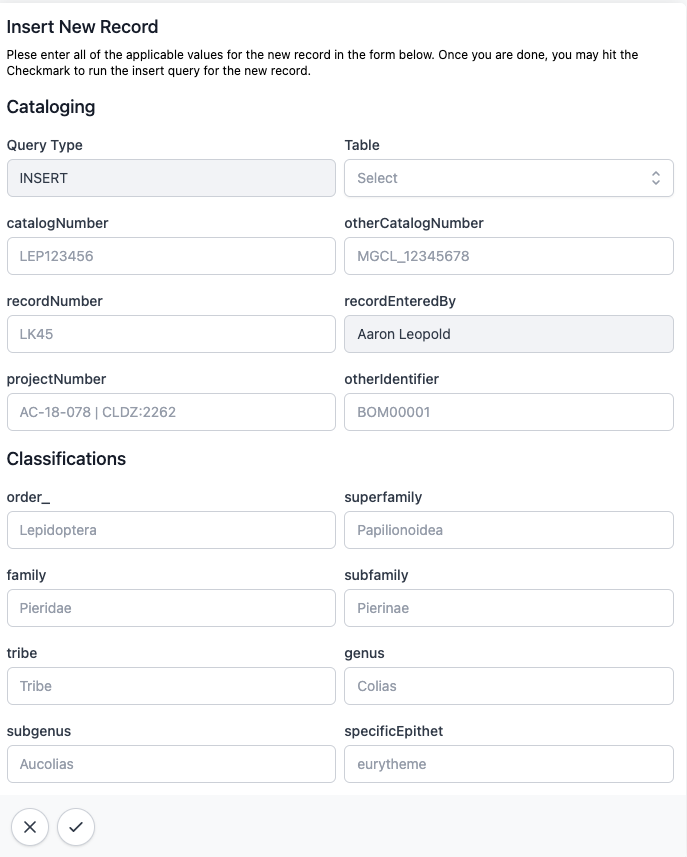 Insert New Record
Plese enter all of the applicable values for the new record in the form below. Once you are done, you may hit the
Checkmark to run the insert query for the new record.
Cataloging
Query Type Table
INSERT Select
catalogNumber otherCatalogNumber
LEP123456 MGCL_12345678
recordNumber recordEnteredBy
LK45 Aaron Leopold
projectNumber otherIdentifier
AC-18-078 | CLDZ:2262 BOM00001
Classifications
order_ superfamily
Lepidoptera Papilionoidea
family subfamily
Pieridae Pierinae
tribe genus
Tribe Colias
subgenus specificEpithet
Aucolias eurytheme